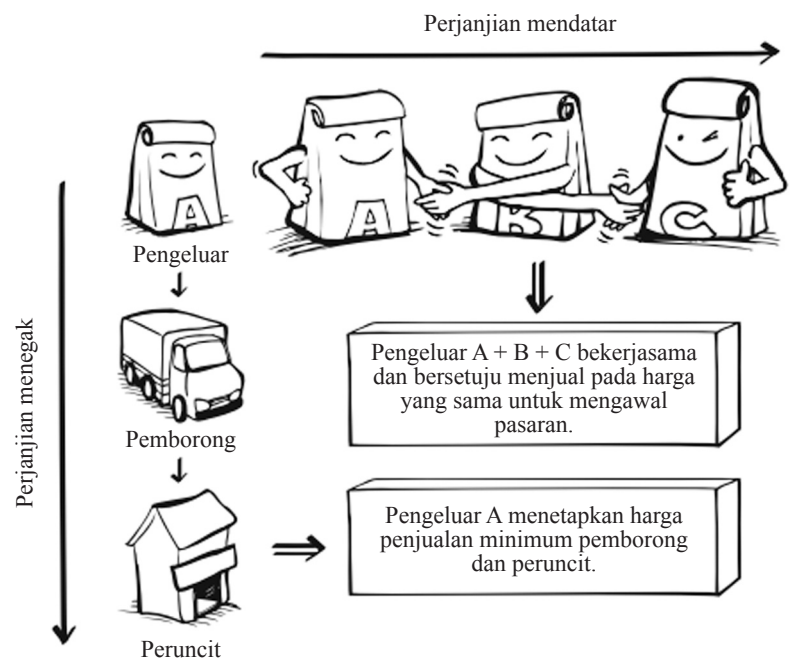 Perjanjian mendatar
A
B
C
A
Pengeluar
Pemborong
Peruncit
Perjanjian menegak
Pengeluar A + B + C bekerjasama
dan bersetuju menjual pada harga
yang sama untuk mengawal
pasaran.
Pengeluar A menetapkan harga
penjualan minimum pemborong
dan peruncit.